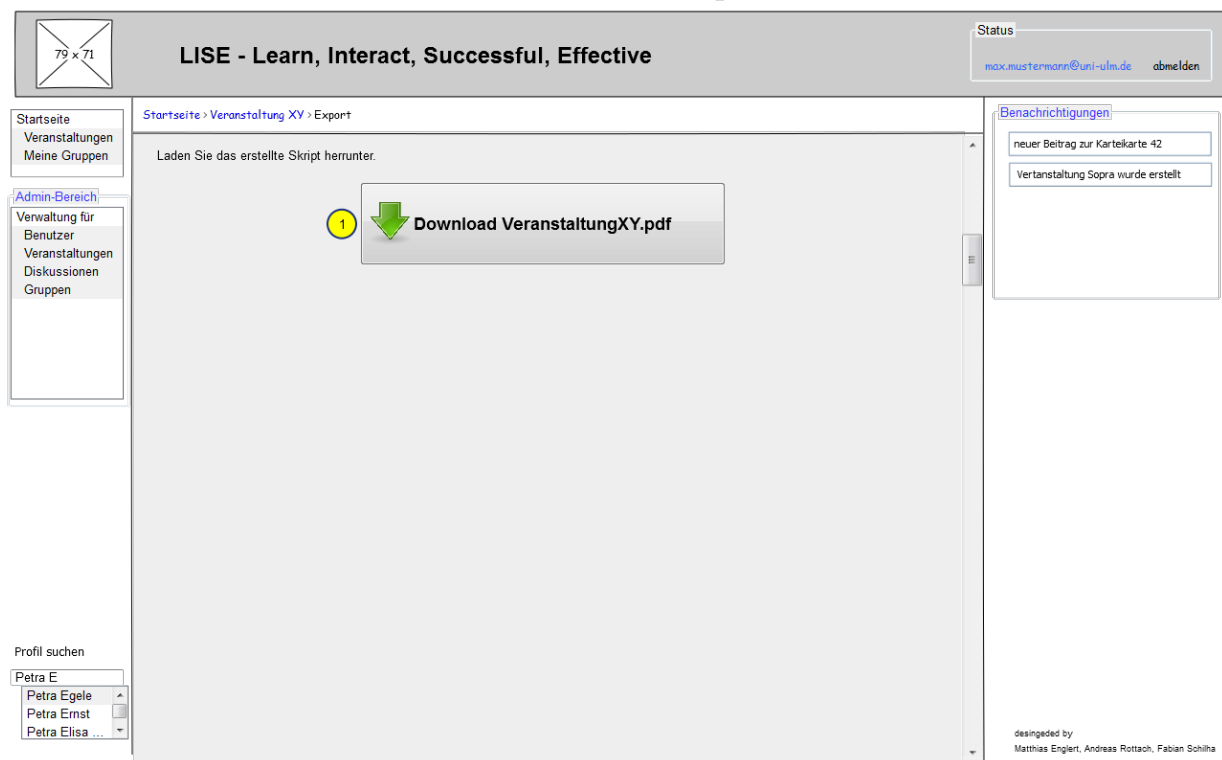 79 x 71
LISE - Learn, Interact, Successful, Effective
Status
max.mustermann@uni-ulm.de abmelden
Startseite
Veranstaltungen
Meine Gruppen
Admin-Bereich
Verwaltung für
Benutzer
Veranstaltungen
Diskussionen
Gruppen
Profil suchen
Petra E
Petra Egele
Petra Ernst
Petra Elisa ...
Startseite › Veranstaltung XY › Export
Laden Sie das erstellte Skript herrunter.
1
Download VeranstaltungXY.pdf
Benachrichtigungen
neuer Beitrag zur Karteikarte 42
Vertanstaltung Sopra wurde erstellt
desingeded by
Matthias Englert, Andreas Rottach, Fabian Schilha